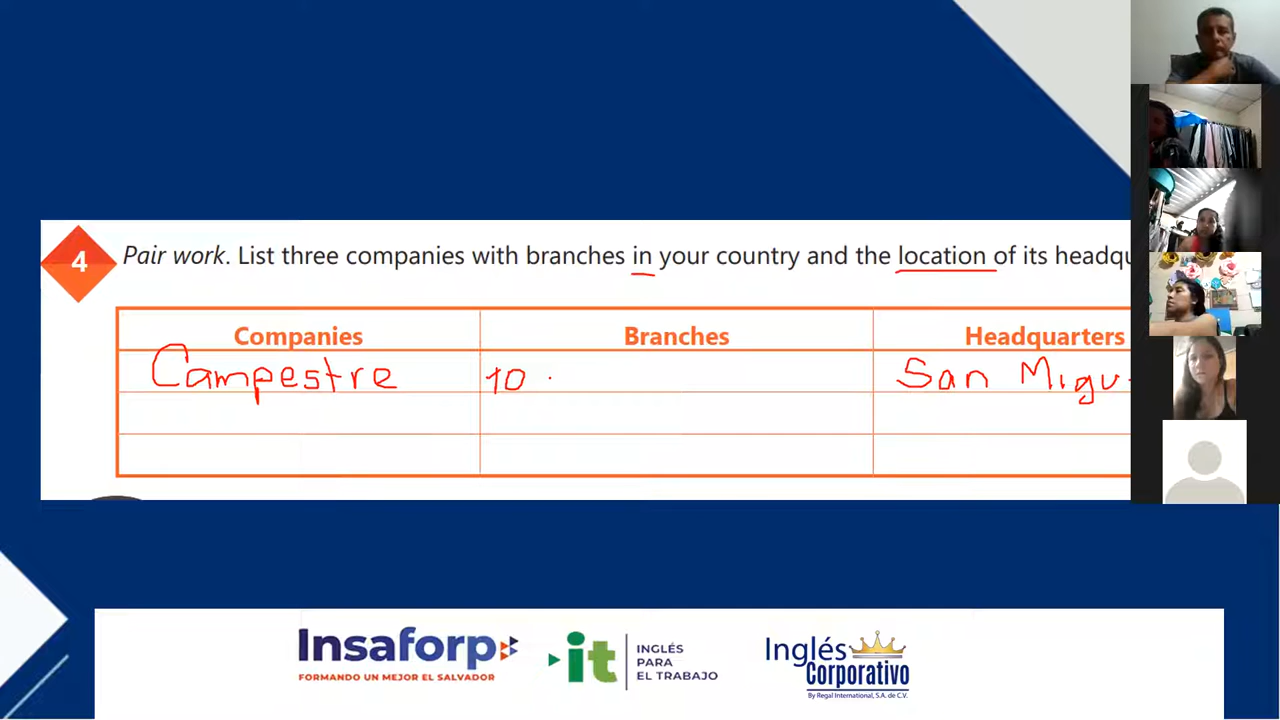 4
Pair work. List three companies with branches in your country and the location of its
Companies Branches Headquarters
Campestre 10 San
Insaforp
FORMANDO UN MEJOR EL SALVADOR
it INGLÉS
PARA
EL TRABAJO
Inglés
Corporativo
By Regal International, S.A. de C.V.